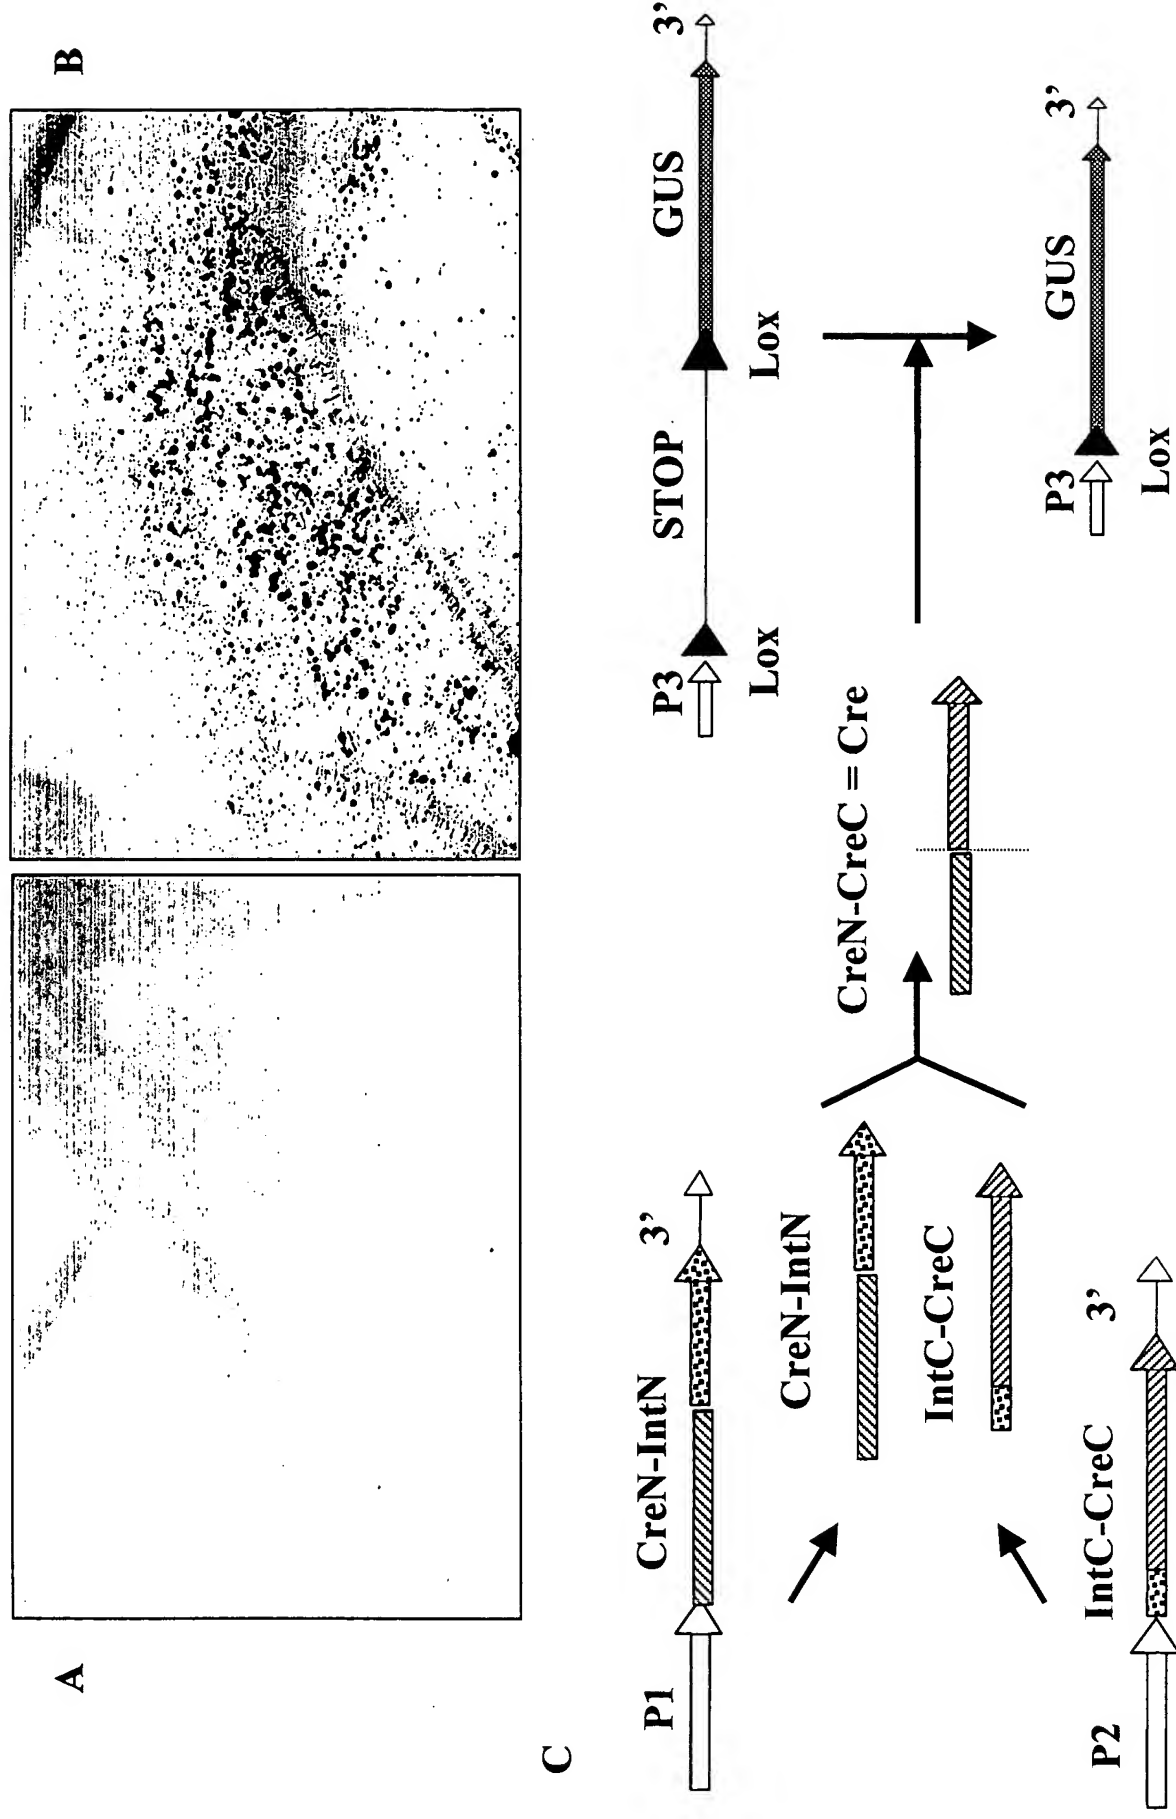 A
B
C
P1
CreN-IntN
3’
P2
IntC-CreC
3’
CreN-IntN
IntC-CreC
CreN-CreC = Cre
P3
STOP
GUS
3’
Lox
Lox
P3
GUS
3’
Lox